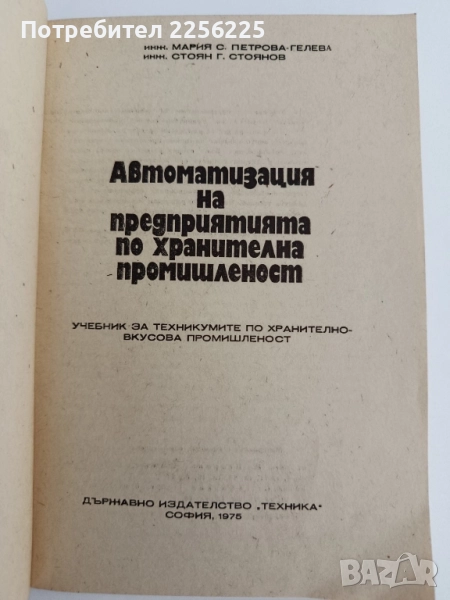 Потребител 2256225
инж. МАРИЯ С. ПЕТРОВА-ГЕЛЕВА
инж. СТОЯН Г. СТОЯНОВ
Автоматизация
на
предприятията
по хранителна
промишленост
УЧЕБНИК ЗА ТЕХНИКУМИТЕ ПО ХРАНИТЕЛНО-
ВКУСОВА ПРОМИШЛЕНОСТ
ДЪРЖАВНО ИЗДАТЕЛСТВО „ТЕХНИКА"
СОФИЯ, 1975
BAZAR